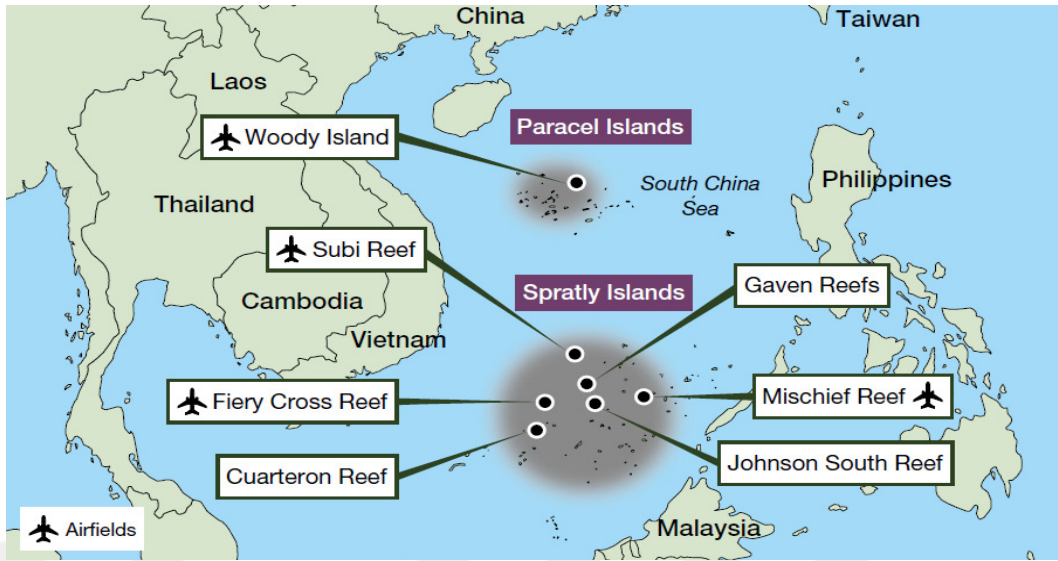 China
Taiwan
Laos
Woody Island
Paracel Islands
South China
Sea
Philippines
Thailand
Subi Reef
Gaven Reefs
Spratly Islands
Cambodia
Vietnam
Fiery Cross Reef
Mischief Reef
Cuarteron Reef
Johnson South Reef
Airfields
Malaysia